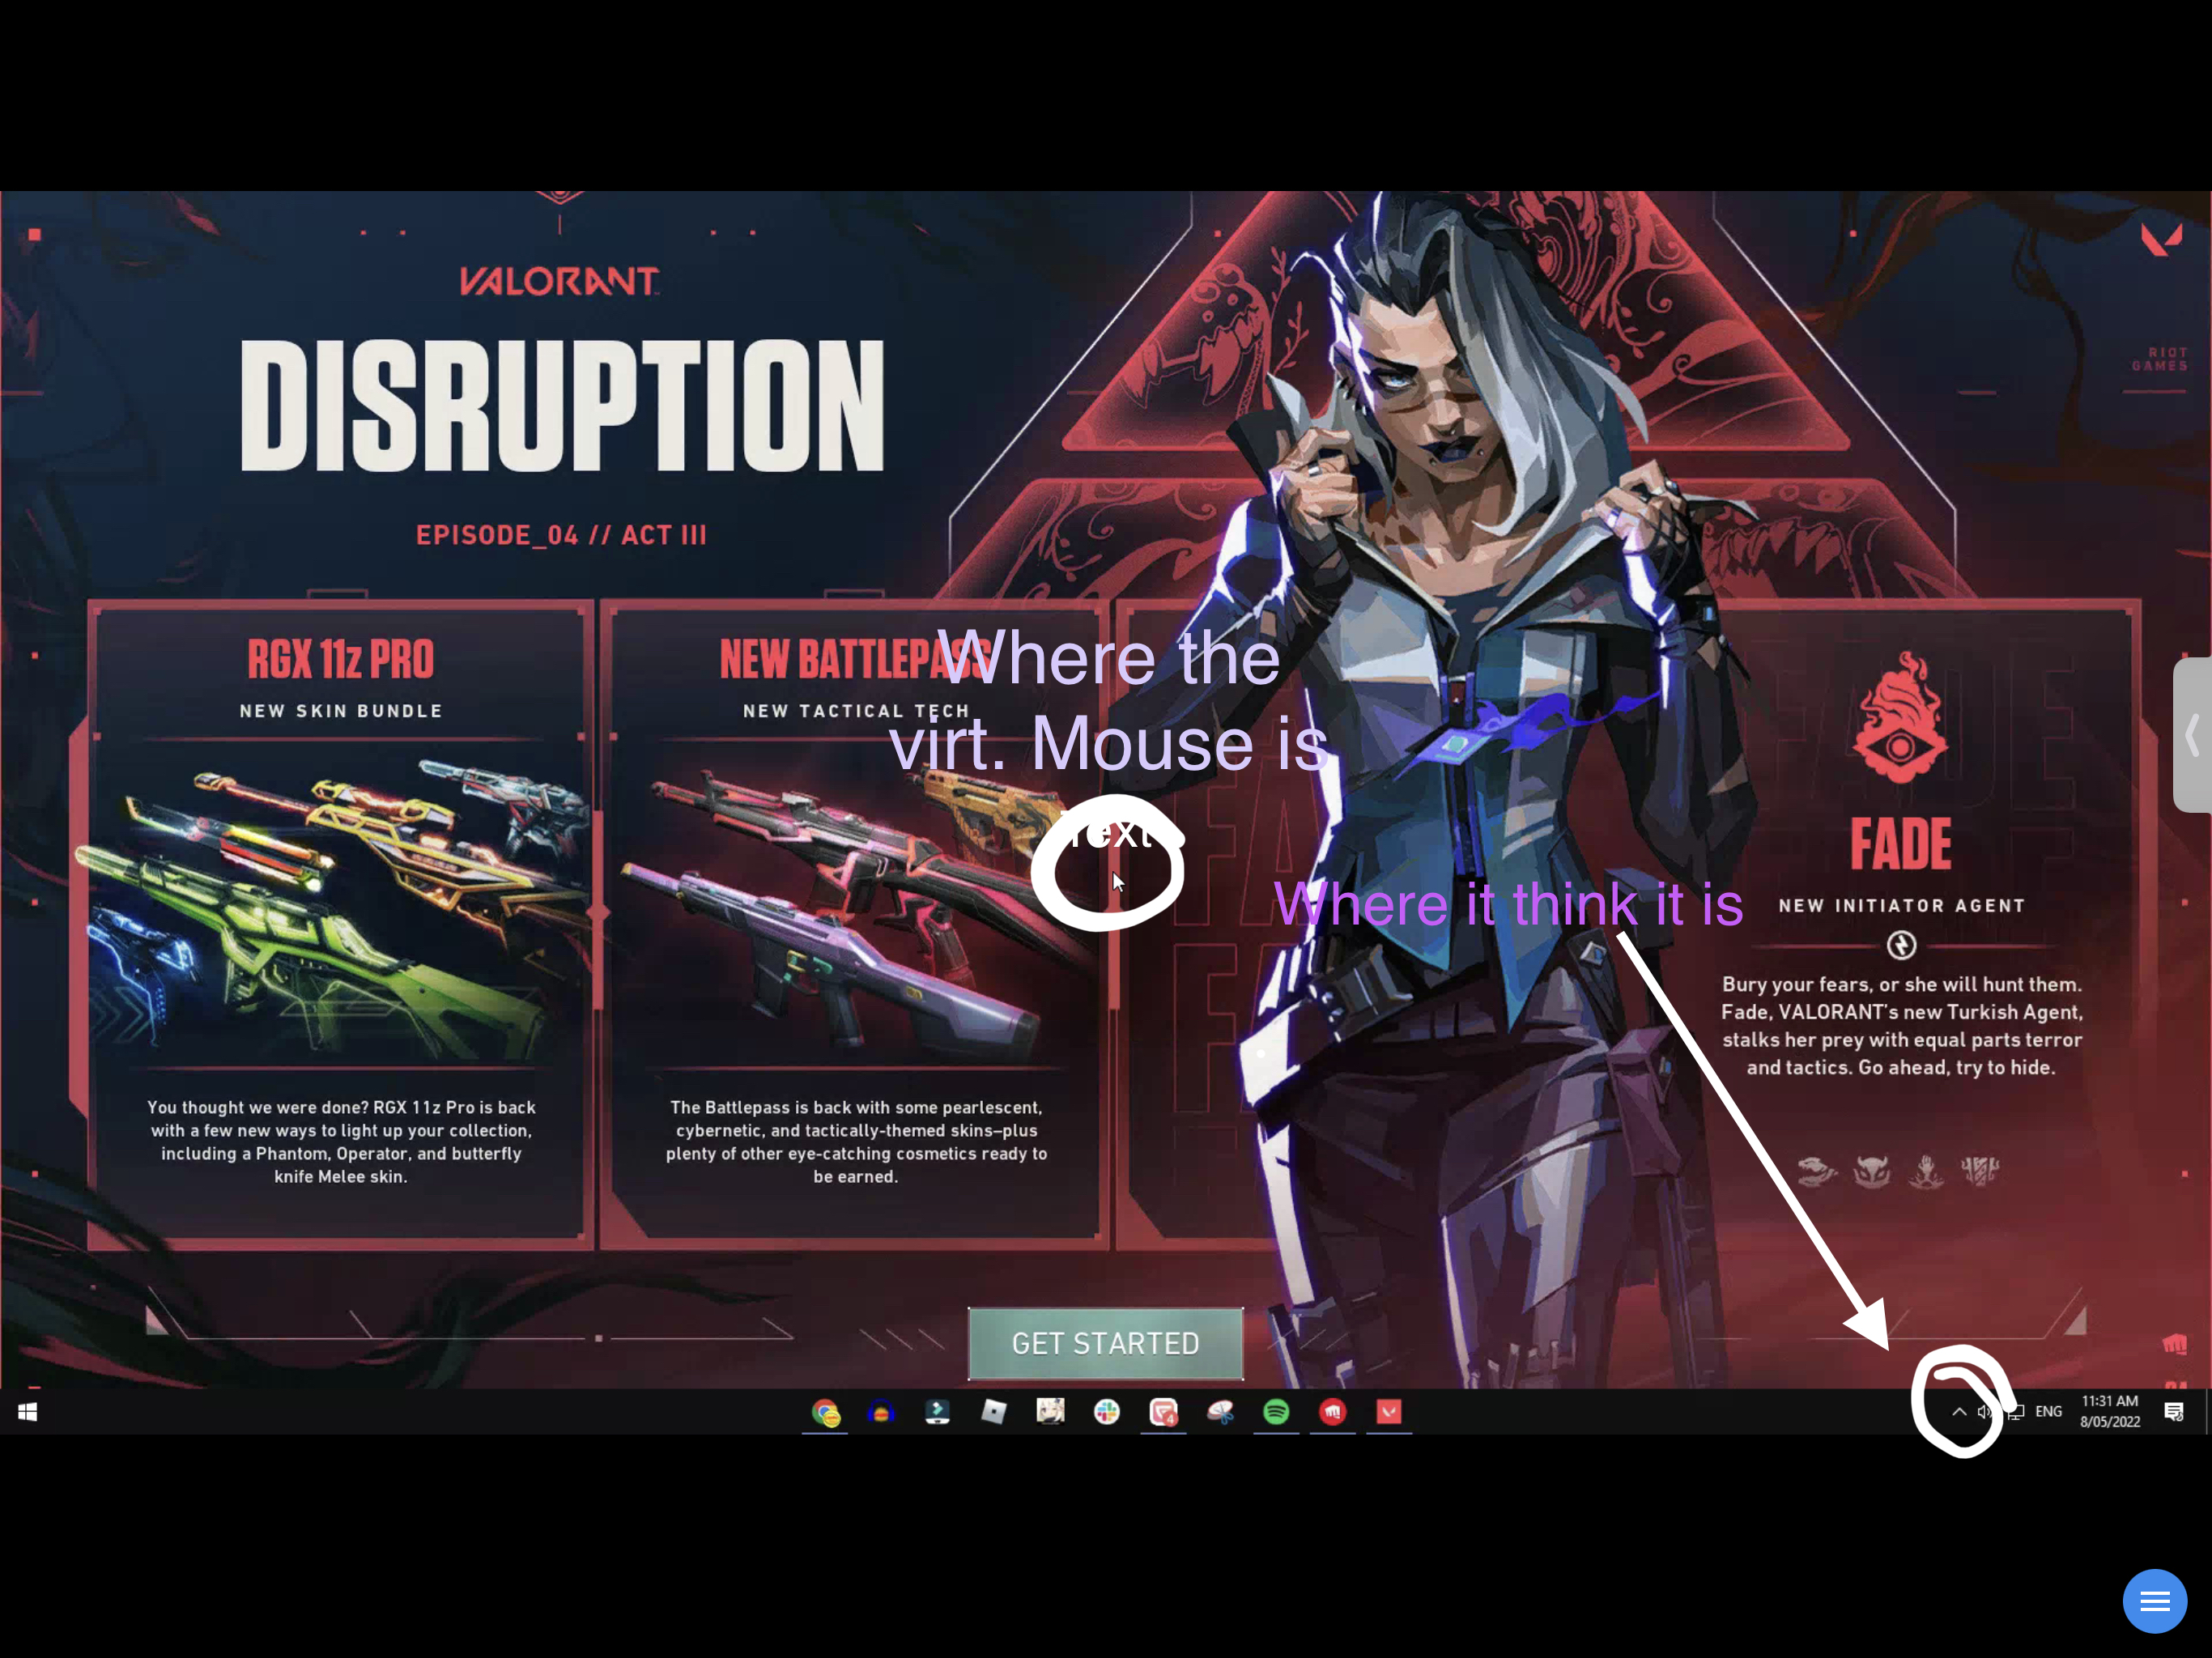 VALORANT
DISRUPTION
EPISODE_04 // ACT III
RIOT
GAMES
RGX 11z PRO
NEW SKIN BUNDLE
You thought we were done? RGX 11z Pro is back
with a few new ways to light up your collection,
including a Phantom, Operator, and butterfly
knife Melee skin.
NEW BATTLEPASS
NEW TACTICAL TECH
The Battlepass is back with some pearlescent,
cybernetic, and tactically-themed skins–plus
plenty of other eye-catching cosmetics ready to
be earned.
Where the
virt. Mouse is
Text
Where it think it is
FADE
NEW INITIATOR AGENT
Bury your fears, or she will hunt them.
Fade, VALORANT's new Turkish Agent,
stalks her prey with equal parts terror
and tactics. Go ahead, try to hide.
GET STARTED
4
ENG
11:31 AM
8/05/2022